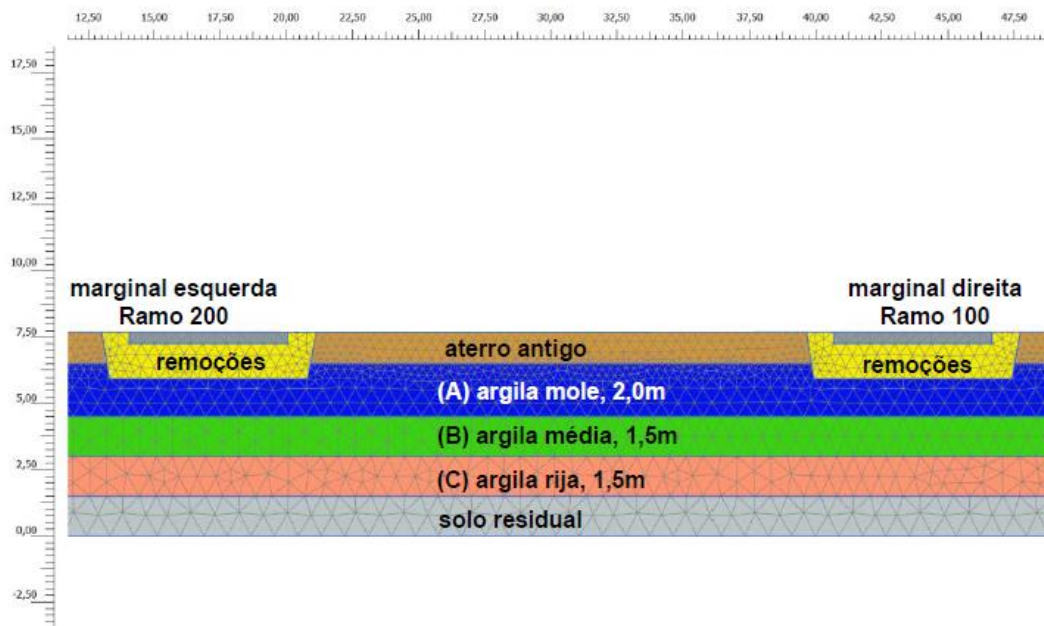 12,50 15,00 17,50 20,00 22,50 25,00 27,50 30,00 32,50 35,00 37,50 40,00 42,50 45,00 47,50
17,50
15,00
12,50
10,00
marginal esquerda
Ramo 200
marginal direita
Ramo 100
7,50
remoções
aterro antigo
remoções
5,00
(A) argila mole, 2,0m
(B) argila média, 1,5m
2,50
(C) argila rija, 1,5m
solo residual
0,00
-2,50